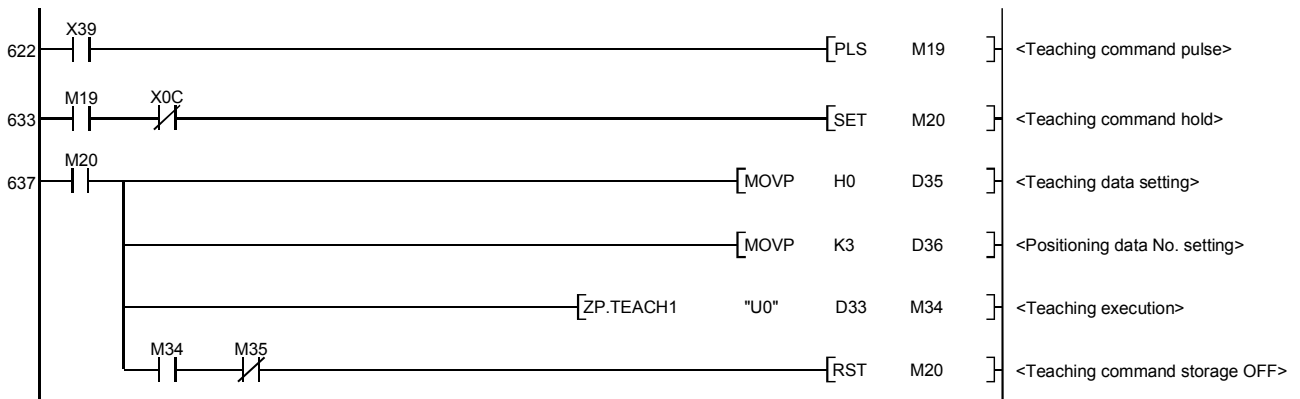 X39
622 PLS M19 <Teaching command pulse>
M19 X0C
633 SET M20 <Teaching command hold>
M20
637 MOVP H0 D35 <Teaching data setting>
MOVP K3 D36 <Positioning data No. setting>
ZP.TEACH1 "U0" D33 M34 <Teaching execution>
M34 M35
RST M20 <Teaching command storage OFF>